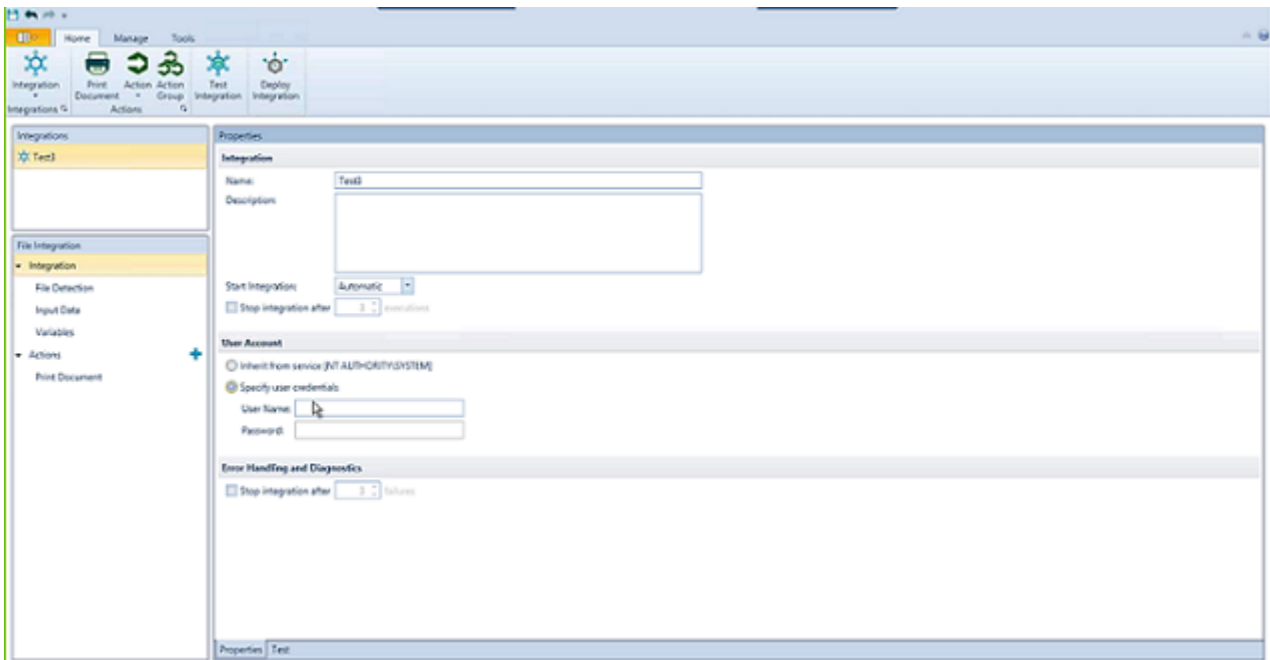 Home Manage Tools
Integration
Print Document
Action
Action Group
Test Integration
Deploy Integration
Integrations
Actions
Integrations
Test3
File Integration
Integration
File Detection
Input Data
Variables
Actions
Print Document
Properties
Integration
Name: Test3
Description:
Start Integration: Automatic
Stop integration after 3 executions
User Account
Inherit from service [NT AUTHORITY\SYSTEM]
Specify user credentials
User Name:
Password:
Error Handling and Diagnostics
Stop integration after 3 failures
Properties Test